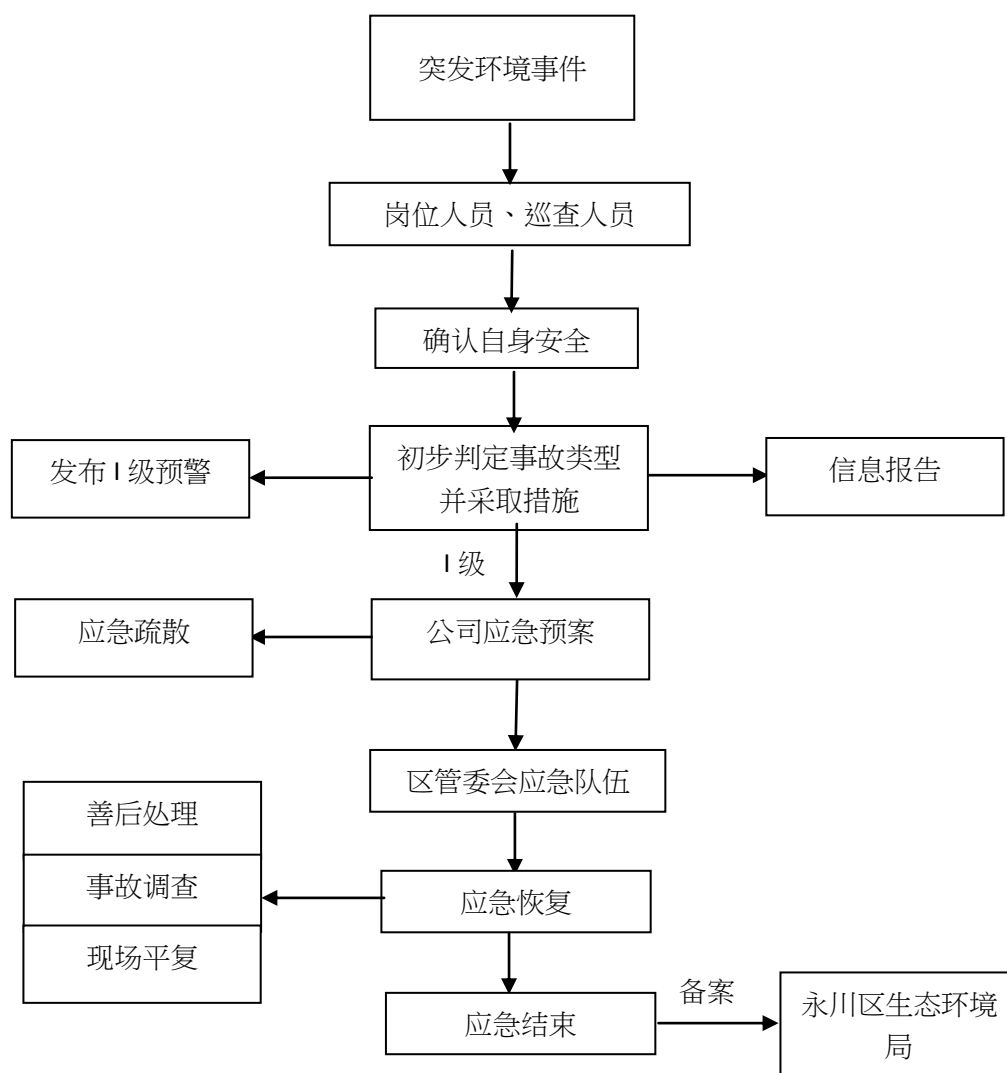 突发环境事件
岗位人员、巡查人员
确认自身安全
发布 I 级预警
初步判定事故类型
并采取措施
信息报告
I 级
应急疏散
公司应急预案
区管委会应急队伍
善后处理
事故调查
现场平复
应急恢复
应急结束
备案
永川区生态环境
局